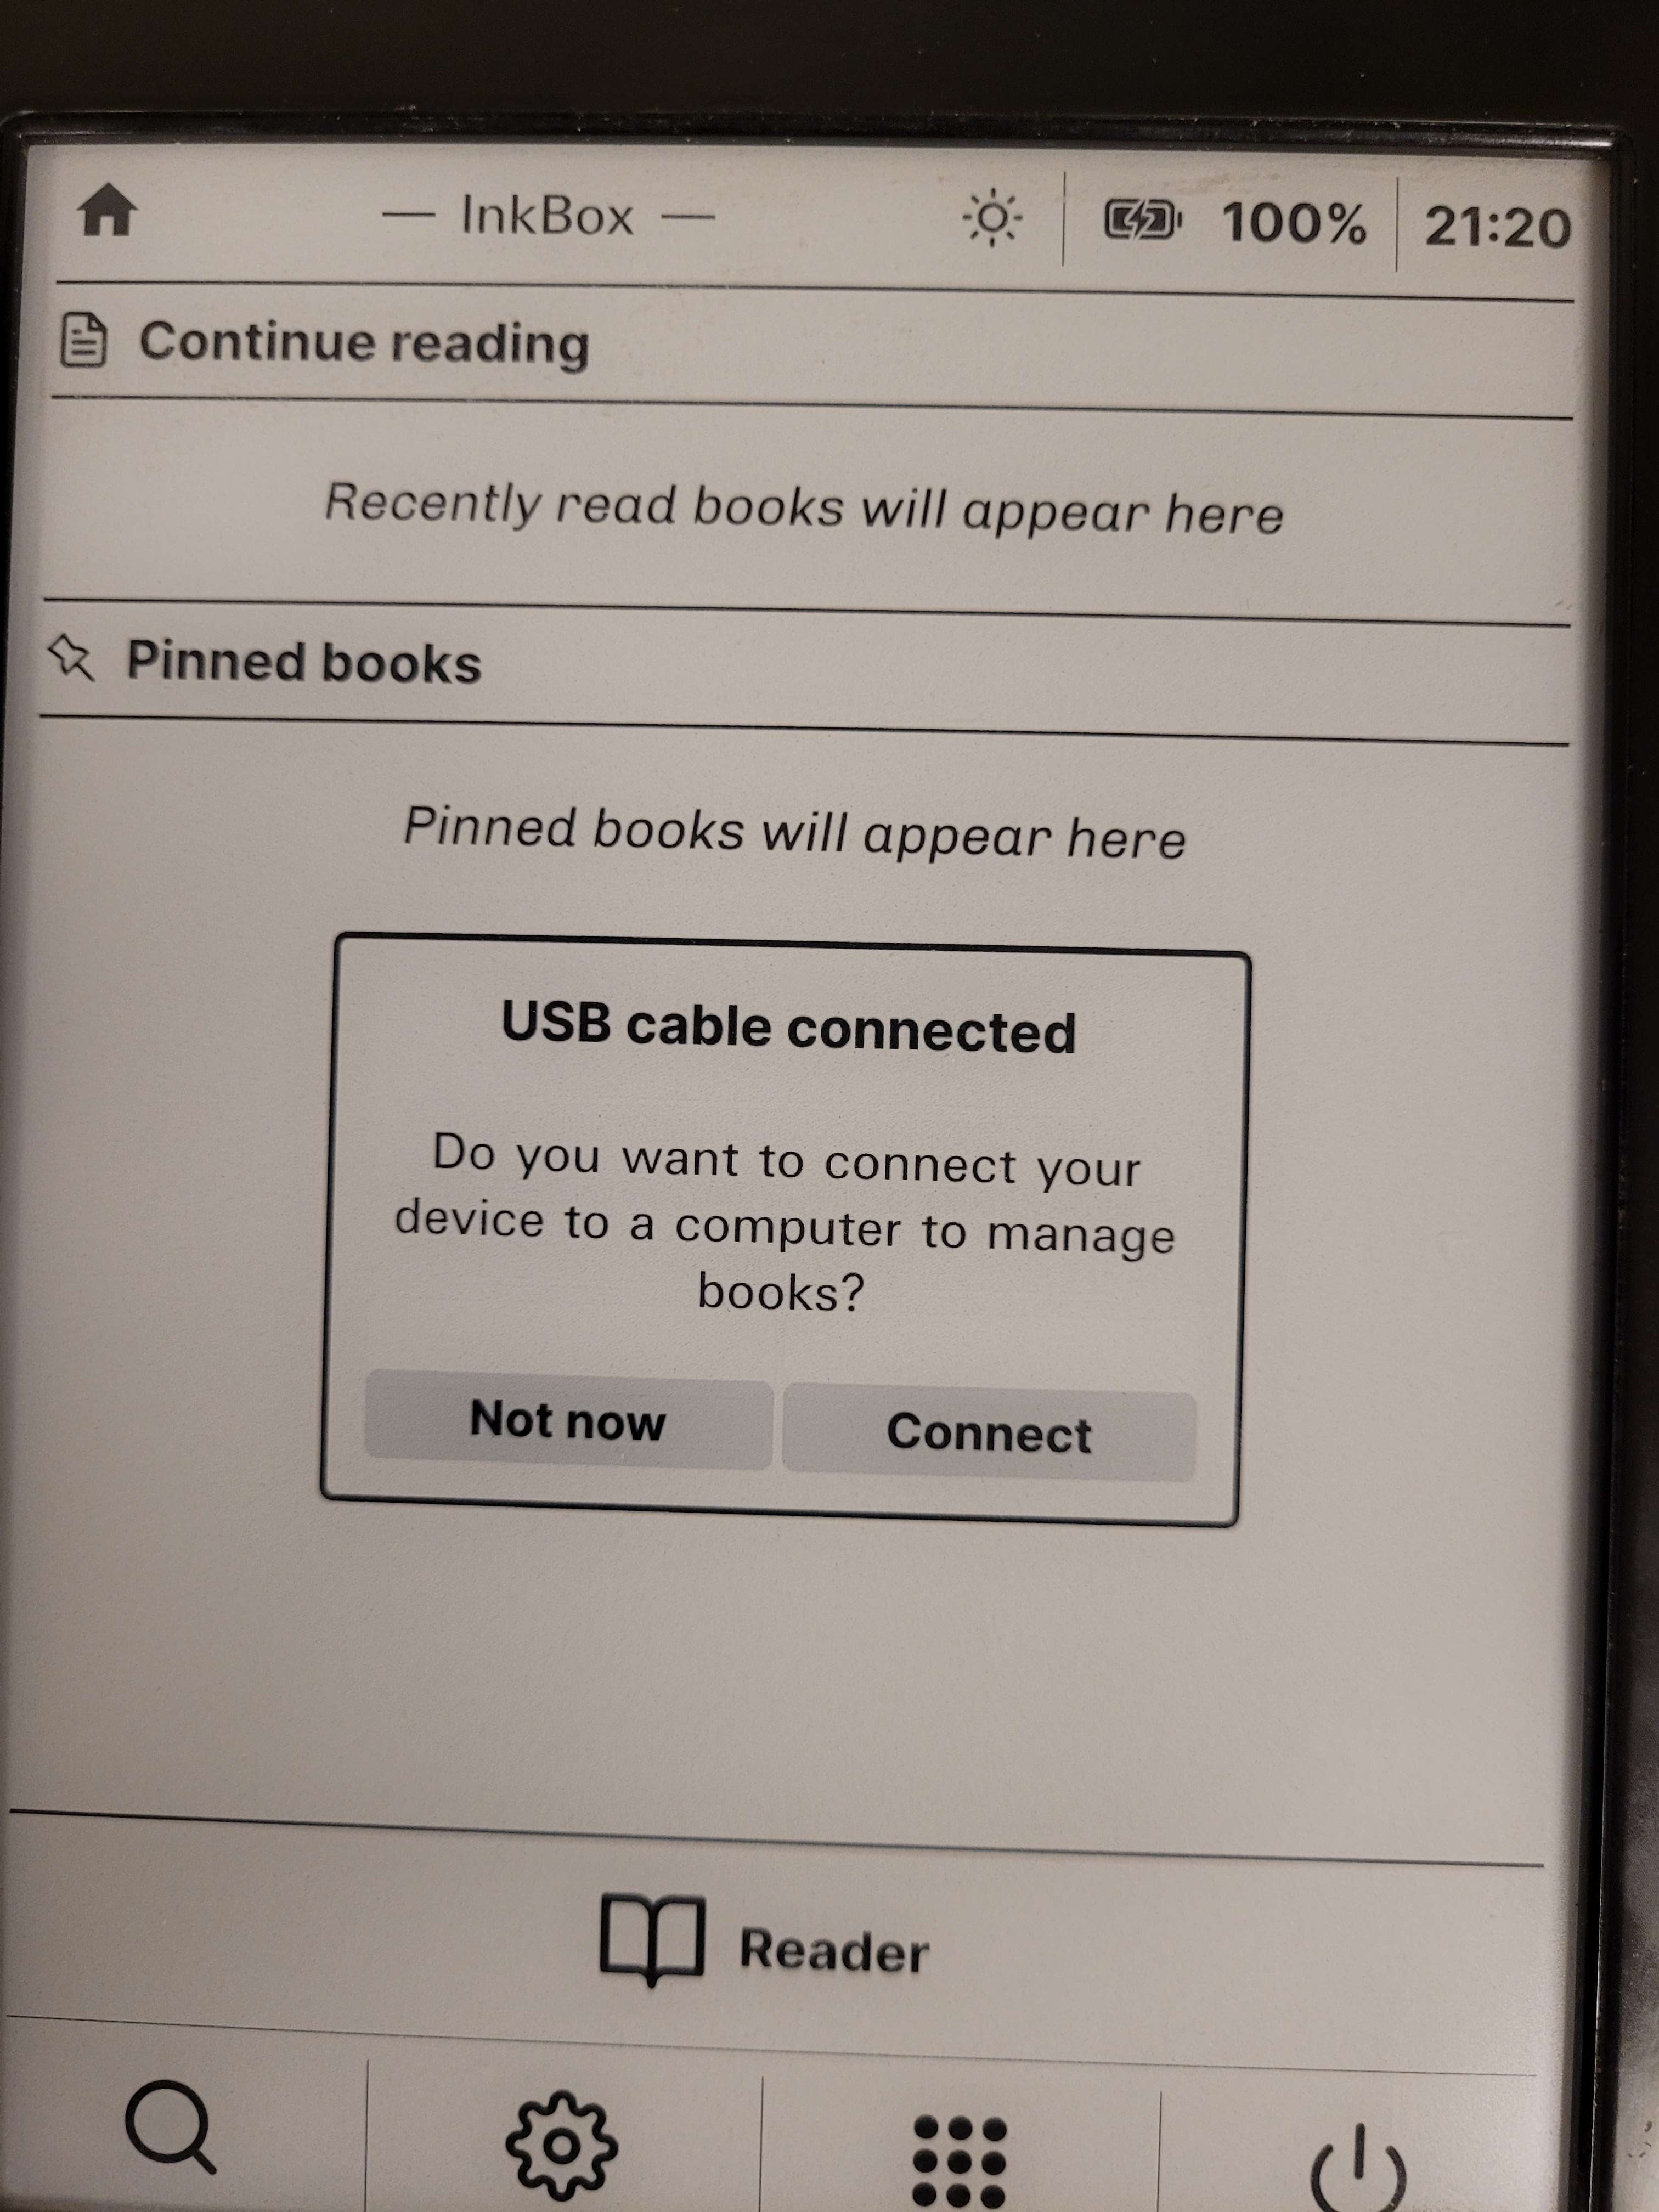 — InkBox —
100%
21:20
Continue reading
Recently read books will appear here
Pinned books
Pinned books will appear here
USB cable connected
Do you want to connect your
device to a computer to manage
books?
Not now
Connect
Reader